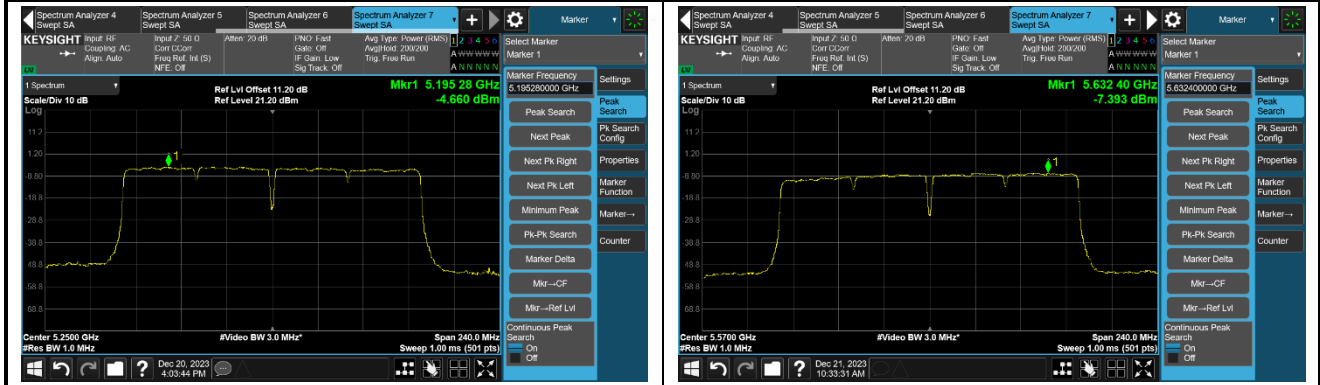 Spectrum Analyzer 4
Swept SA
Spectrum Analyzer 5
Swept SA
Spectrum Analyzer 6
Swept SA
Spectrum Analyzer 7
Swept SA
+
Marker
KEYSIGHT
Input: RF
Coupling: AC
Align: Auto
Input Z: 50 Ω
Corr CCorr
Freq Ref: Int (S)
NFE: Off
Atten: 20 dB
PNO: Fast
Gate: Off
IF Gain: Low
Sig Track: Off
Avg Type: Power (RMS)
Avg|Hold: 200/200
Trig: Free Run
1 2 3 4 5 6
A W W W W W
A N N N N N
Select Marker
Marker 1
1 Spectrum
Scale/Div 10 dB
Log
Ref Lvl Offset 11.20 dB
Ref Level 21.20 dBm
Mkr1 5.195 28 GHz
-4.660 dBm
11.2
1.20
-8.80
-18.8
-28.8
-38.8
-48.8
-58.8
-68.8
1
Center 5.2500 GHz
#Res BW 1.0 MHz
#Video BW 3.0 MHz*
Span 240.0 MHz
Sweep 1.00 ms (501 pts)
Marker Frequency
5.195280000 GHz
Peak Search
Next Peak
Next Pk Right
Next Pk Left
Minimum Peak
Pk-Pk Search
Marker Delta
Mkr→CF
Mkr→Ref Lvl
Continuous Peak
Search
On
Off
Settings
Peak
Search
Pk Search
Config
Properties
Marker
Function
Marker→
Counter
?
Dec 20, 2023
4:03:44 PM
Spectrum Analyzer 4
Swept SA
Spectrum Analyzer 5
Swept SA
Spectrum Analyzer 6
Swept SA
Spectrum Analyzer 7
Swept SA
+
Marker
KEYSIGHT
Input: RF
Coupling: AC
Align: Auto
Input Z: 50 Ω
Corr CCorr
Freq Ref: Int (S)
NFE: Off
Atten: 20 dB
PNO: Fast
Gate: Off
IF Gain: Low
Sig Track: Off
Avg Type: Power (RMS)
Avg|Hold: 200/200
Trig: Free Run
1 2 3 4 5 6
A W W W W W
A N N N N N
Select Marker
Marker 1
1 Spectrum
Scale/Div 10 dB
Log
Ref Lvl Offset 11.20 dB
Ref Level 21.20 dBm
Mkr1 5.632 40 GHz
-7.393 dBm
11.2
1.20
-8.80
-18.8
-28.8
-38.8
-48.8
-58.8
-68.8
1
Center 5.5700 GHz
#Res BW 1.0 MHz
#Video BW 3.0 MHz*
Span 240.0 MHz
Sweep 1.00 ms (501 pts)
Marker Frequency
5.632400000 GHz
Peak Search
Next Peak
Next Pk Right
Next Pk Left
Minimum Peak
Pk-Pk Search
Marker Delta
Mkr→CF
Mkr→Ref Lvl
Continuous Peak
Search
On
Off
Settings
Peak
Search
Pk Search
Config
Properties
Marker
Function
Marker→
Counter
?
Dec 21, 2023
10:33:31 AM